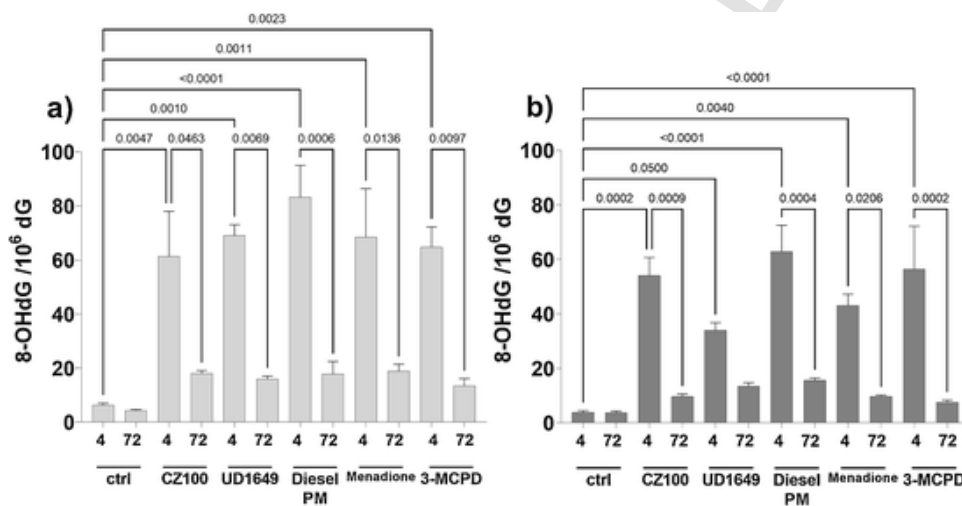 0.0023
0.0011
<0.0001
0.0010
0.0047 0.0463 0.0069 0.0006 0.0136 0.0097
a)
8-OHdG /10⁶ dG
100
80
60
40
20
0
4 72 4 72 4 72 4 72 4 72 4 72
ctrl CZ100 UD1649 Diesel PM Menadione 3-MCPD
<0.0001
0.0040
<0.0001
0.0500
0.0002 0.0009 0.0004 0.0206 0.0002
b)
8-OHdG /10⁶ dG
100
80
60
40
20
0
4 72 4 72 4 72 4 72 4 72 4 72
ctrl CZ100 UD1649 Diesel PM Menadione 3-MCPD